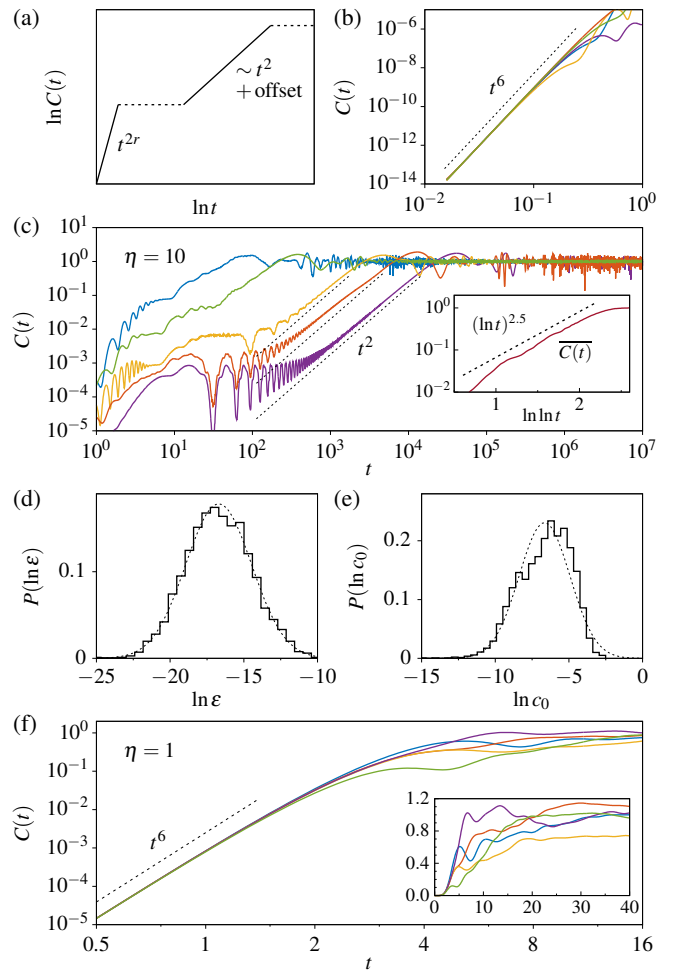 (a)
ln C(t)
t^{2r}
∼ t^2
+ offset
ln t
(b)
C(t)
10^{-6}
10^{-10}
10^{-14}
t^6
10^{-2} 10^{-1} 10^0
t
(c)
η = 10
C(t)
10^1
10^0
10^{-1}
10^{-2}
10^{-3}
10^{-4}
10^{-5}
t^2
10^0
10^{-1}
10^{-2}
(ln t)^{2.5}
\overline{C(t)}
1 2
ln ln t
10^0 10^1 10^2 10^3 10^4 10^5 10^6 10^7
t
(d)
P(ln ε)
0.1
0
−25 −20 −15 −10
ln ε
(e)
P(ln c_0)
0.2
0.1
0
−15 −10 −5 0
ln c_0
(f)
η = 1
C(t)
10^0
10^{-1}
10^{-2}
10^{-3}
10^{-4}
10^{-5}
t^6
1.2
0.8
0.4
0.0
0 10 20 30 40
0.5 1 2 4 8 16
t